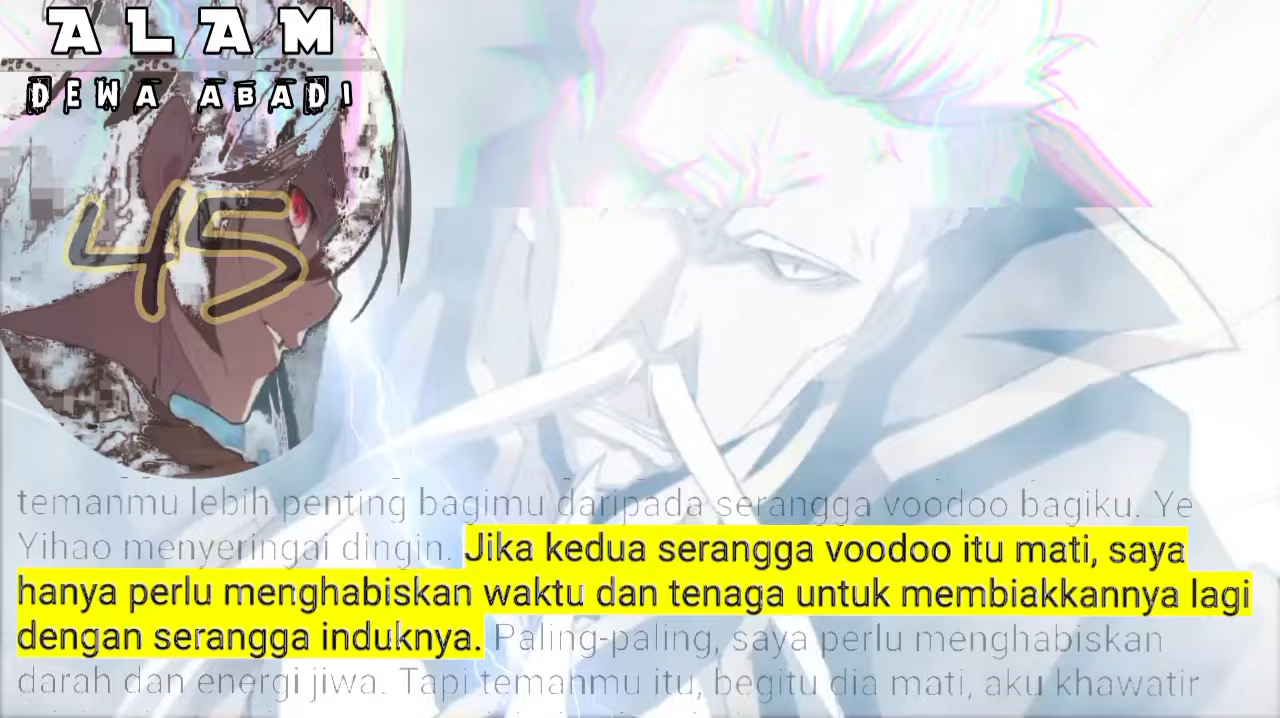 ALAM
DEWA ABADI
45
temanmu lebih penting bagimu daripada serangga voodoo bagiku. Ye
Yihao menyeringai dingin. Jika kedua serangga voodoo itu mati, saya
hanya perlu menghabiskan waktu dan tenaga untuk membiakkannya lagi
dengan serangga induknya. Paling-paling, saya perlu menghabiskan
darah dan energi jiwa. Tapi temanmu itu, begitu dia mati, aku khawatir